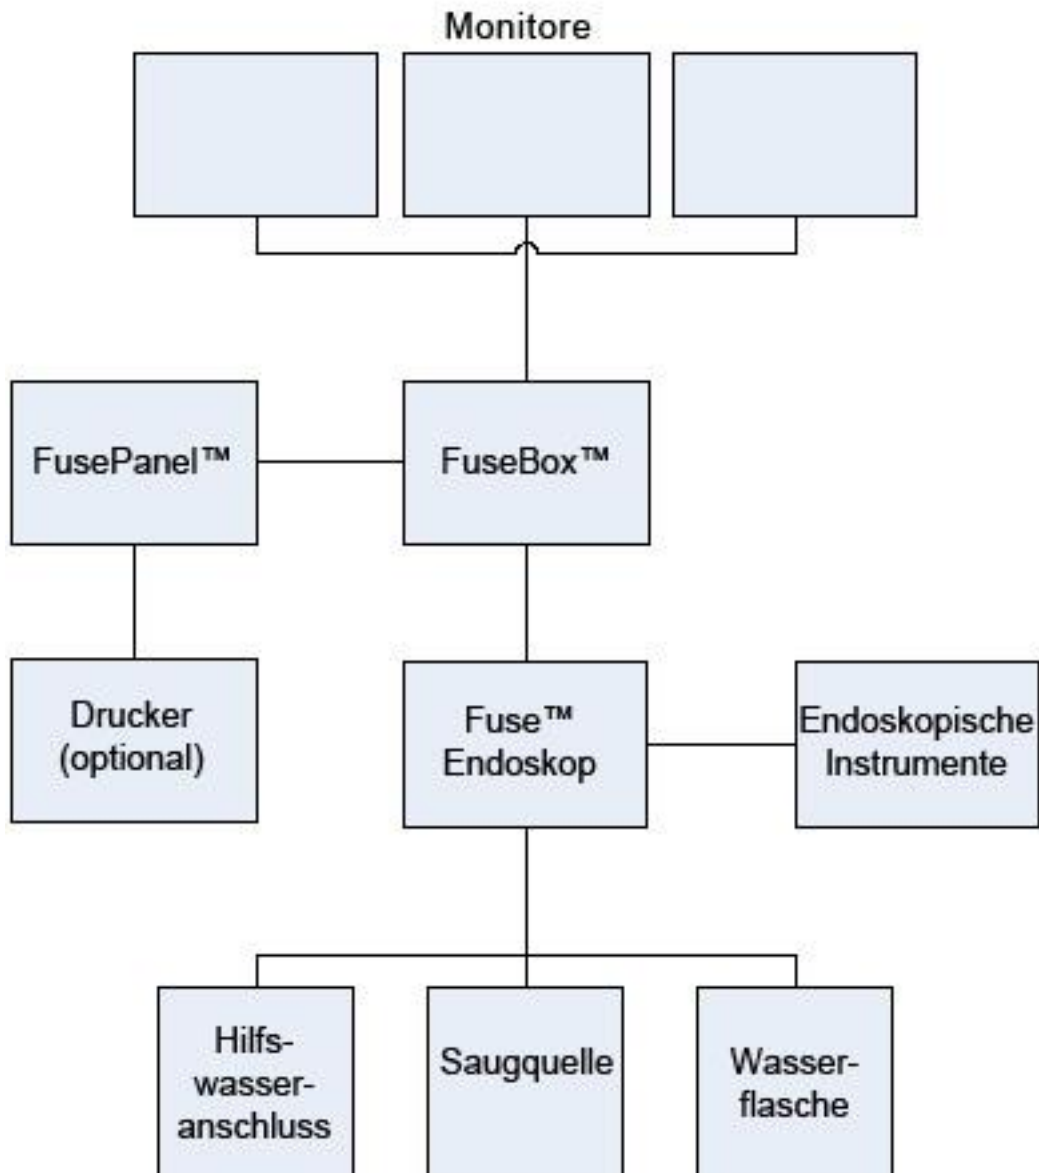 Monitore
FusePanel™
FuseBox™
Drucker
(optional)
Fuse™
Endoskop
Endoskopische
Instrumente
Hilfs-
wasser-
anschluss
Saugquelle
Wasser-
flasche